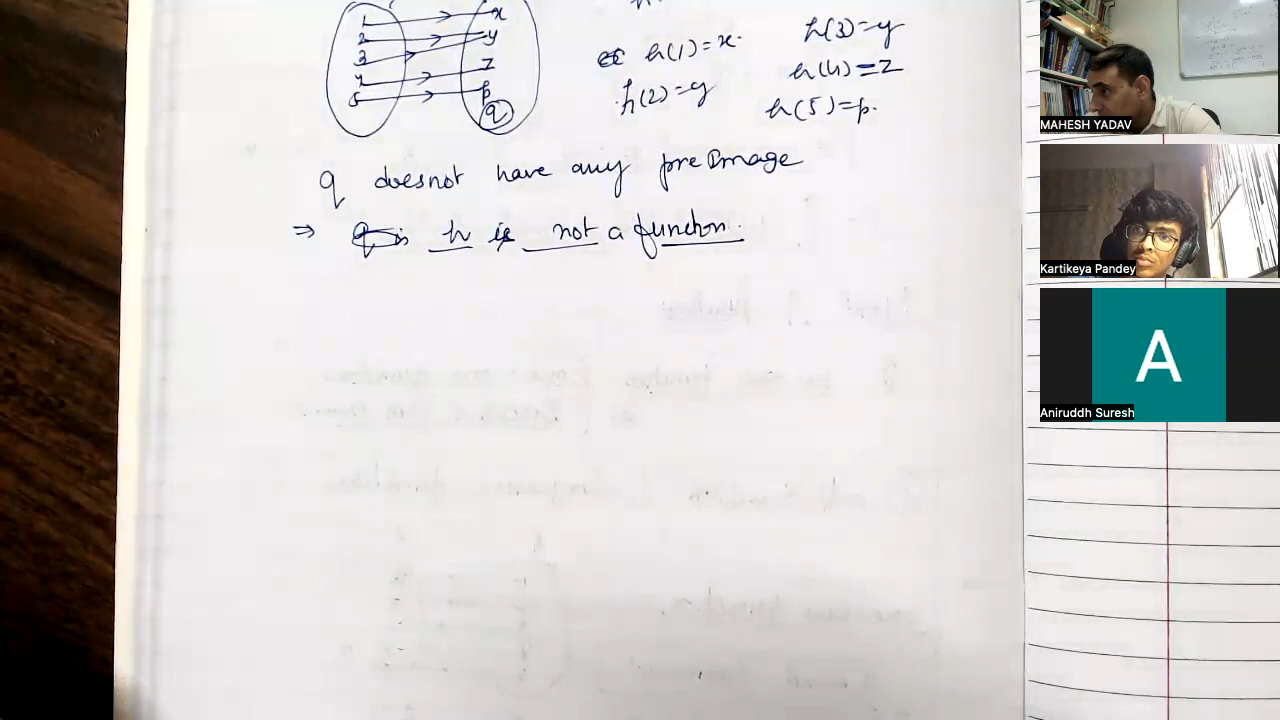 1 x
2 y
3 z
4 p
5 q
h(1) = x.
h(2) = y
h(3) = y
h(4) = z
h(5) = p.
q doesnot have any preimage
⇒ h is not a function.
MAHESH YADAV
Kartikeya Pandey
A
Aniruddh Suresh